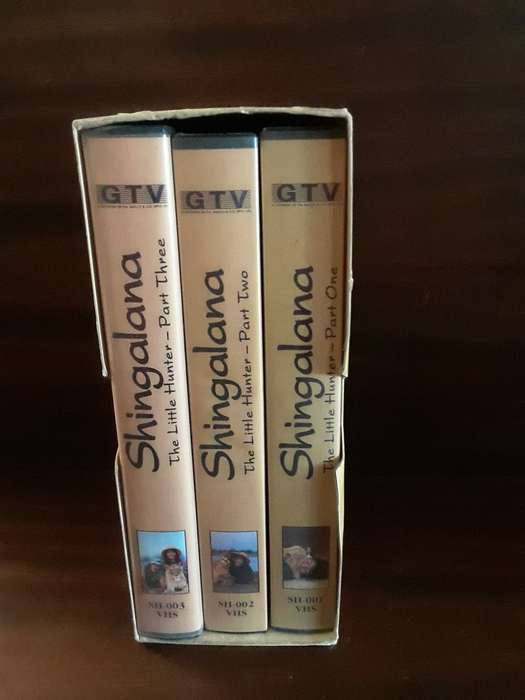 GTV
Shingalana
The Little Hunter – Part Three
SH-003
VHS
GTV
Shingalana
The Little Hunter – Part Two
SH-002
VHS
GTV
Shingalana
The Little Hunter – Part One
SH-001
VHS